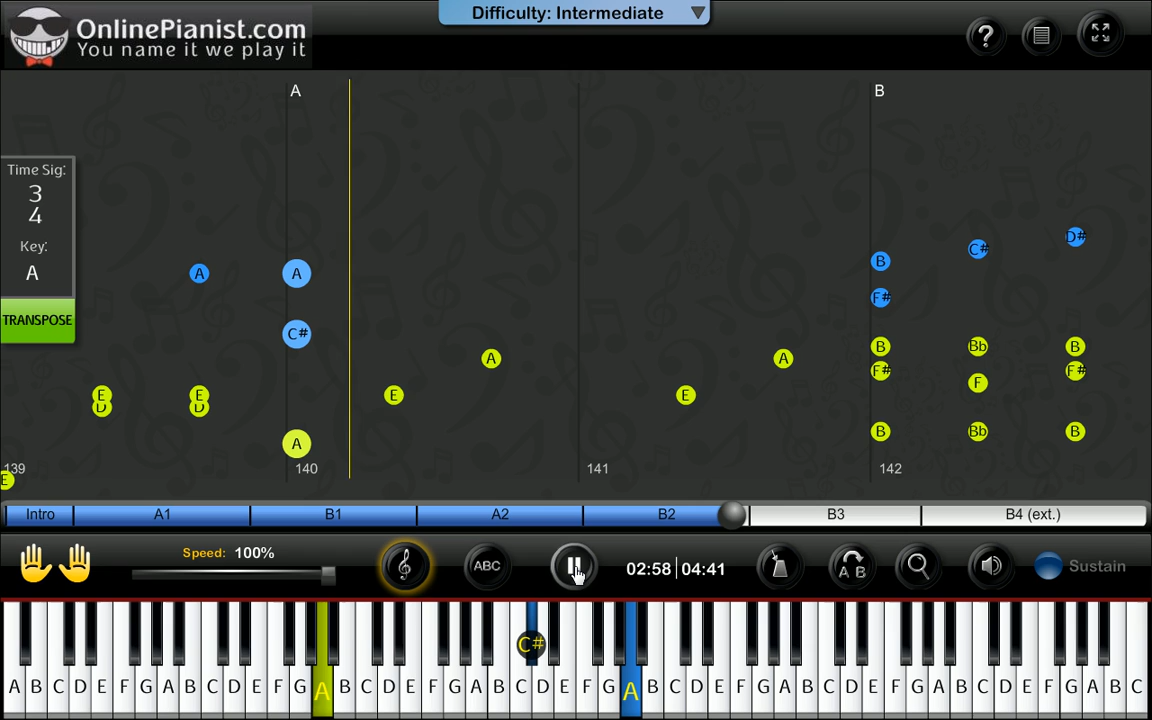 Difficulty: Intermediate
OnlinePianist.com
You name it we play it
?
A
B
Time Sig:
3
4
Key:
A
TRANSPOSE
D#
C#
B
A
A
F#
C#
B
Bb
B
A
A
F#
F#
F
E
E
E
E
D
D
B
Bb
B
A
139
140
141
142
E
Intro
A1
B1
A2
B2
B3
B4 (ext.)
Speed: 100%
ABC
02:58
04:41
A B
Sustain
C#
A B C D E F G A B C D E F G A B C D E F G A B C D E F G A B C D E F G A B C D E F G A B C D E F G A B C